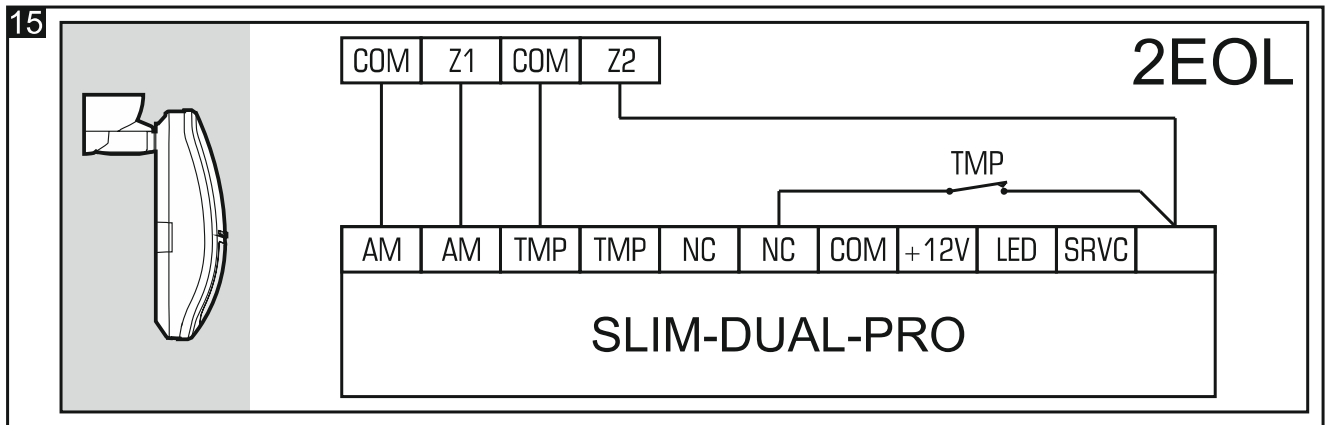 15
2EOL
COM Z1 COM Z2
TMP
AM AM TMP TMP NC NC COM +12V LED SRVC
SLIM-DUAL-PRO